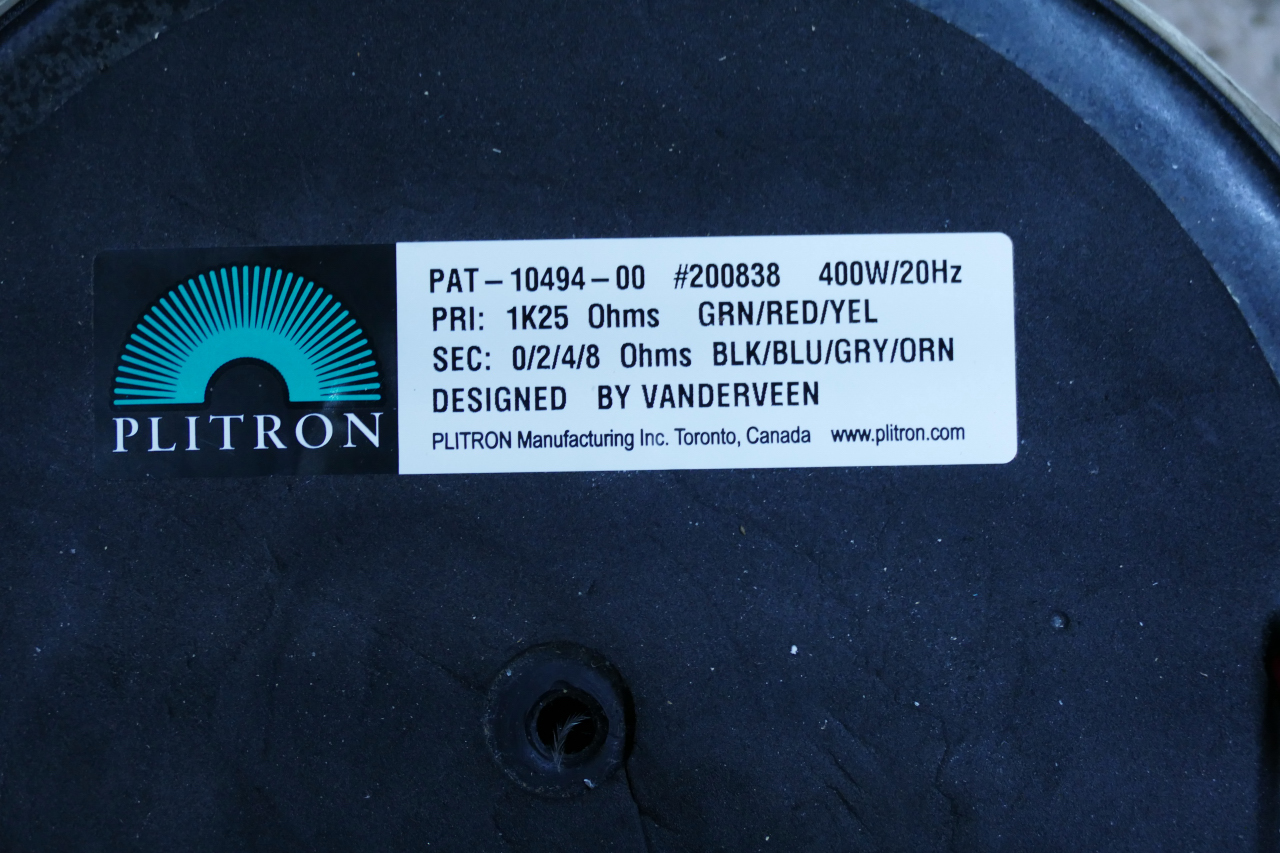 PLITRON
PAT-10494-00 #200838 400W/20Hz
PRI: 1K25 Ohms GRN/RED/YEL
SEC: 0/2/4/8 Ohms BLK/BLU/GRY/ORN
DESIGNED BY VANDERVEEN
PLITRON Manufacturing Inc. Toronto, Canada www.plitron.com